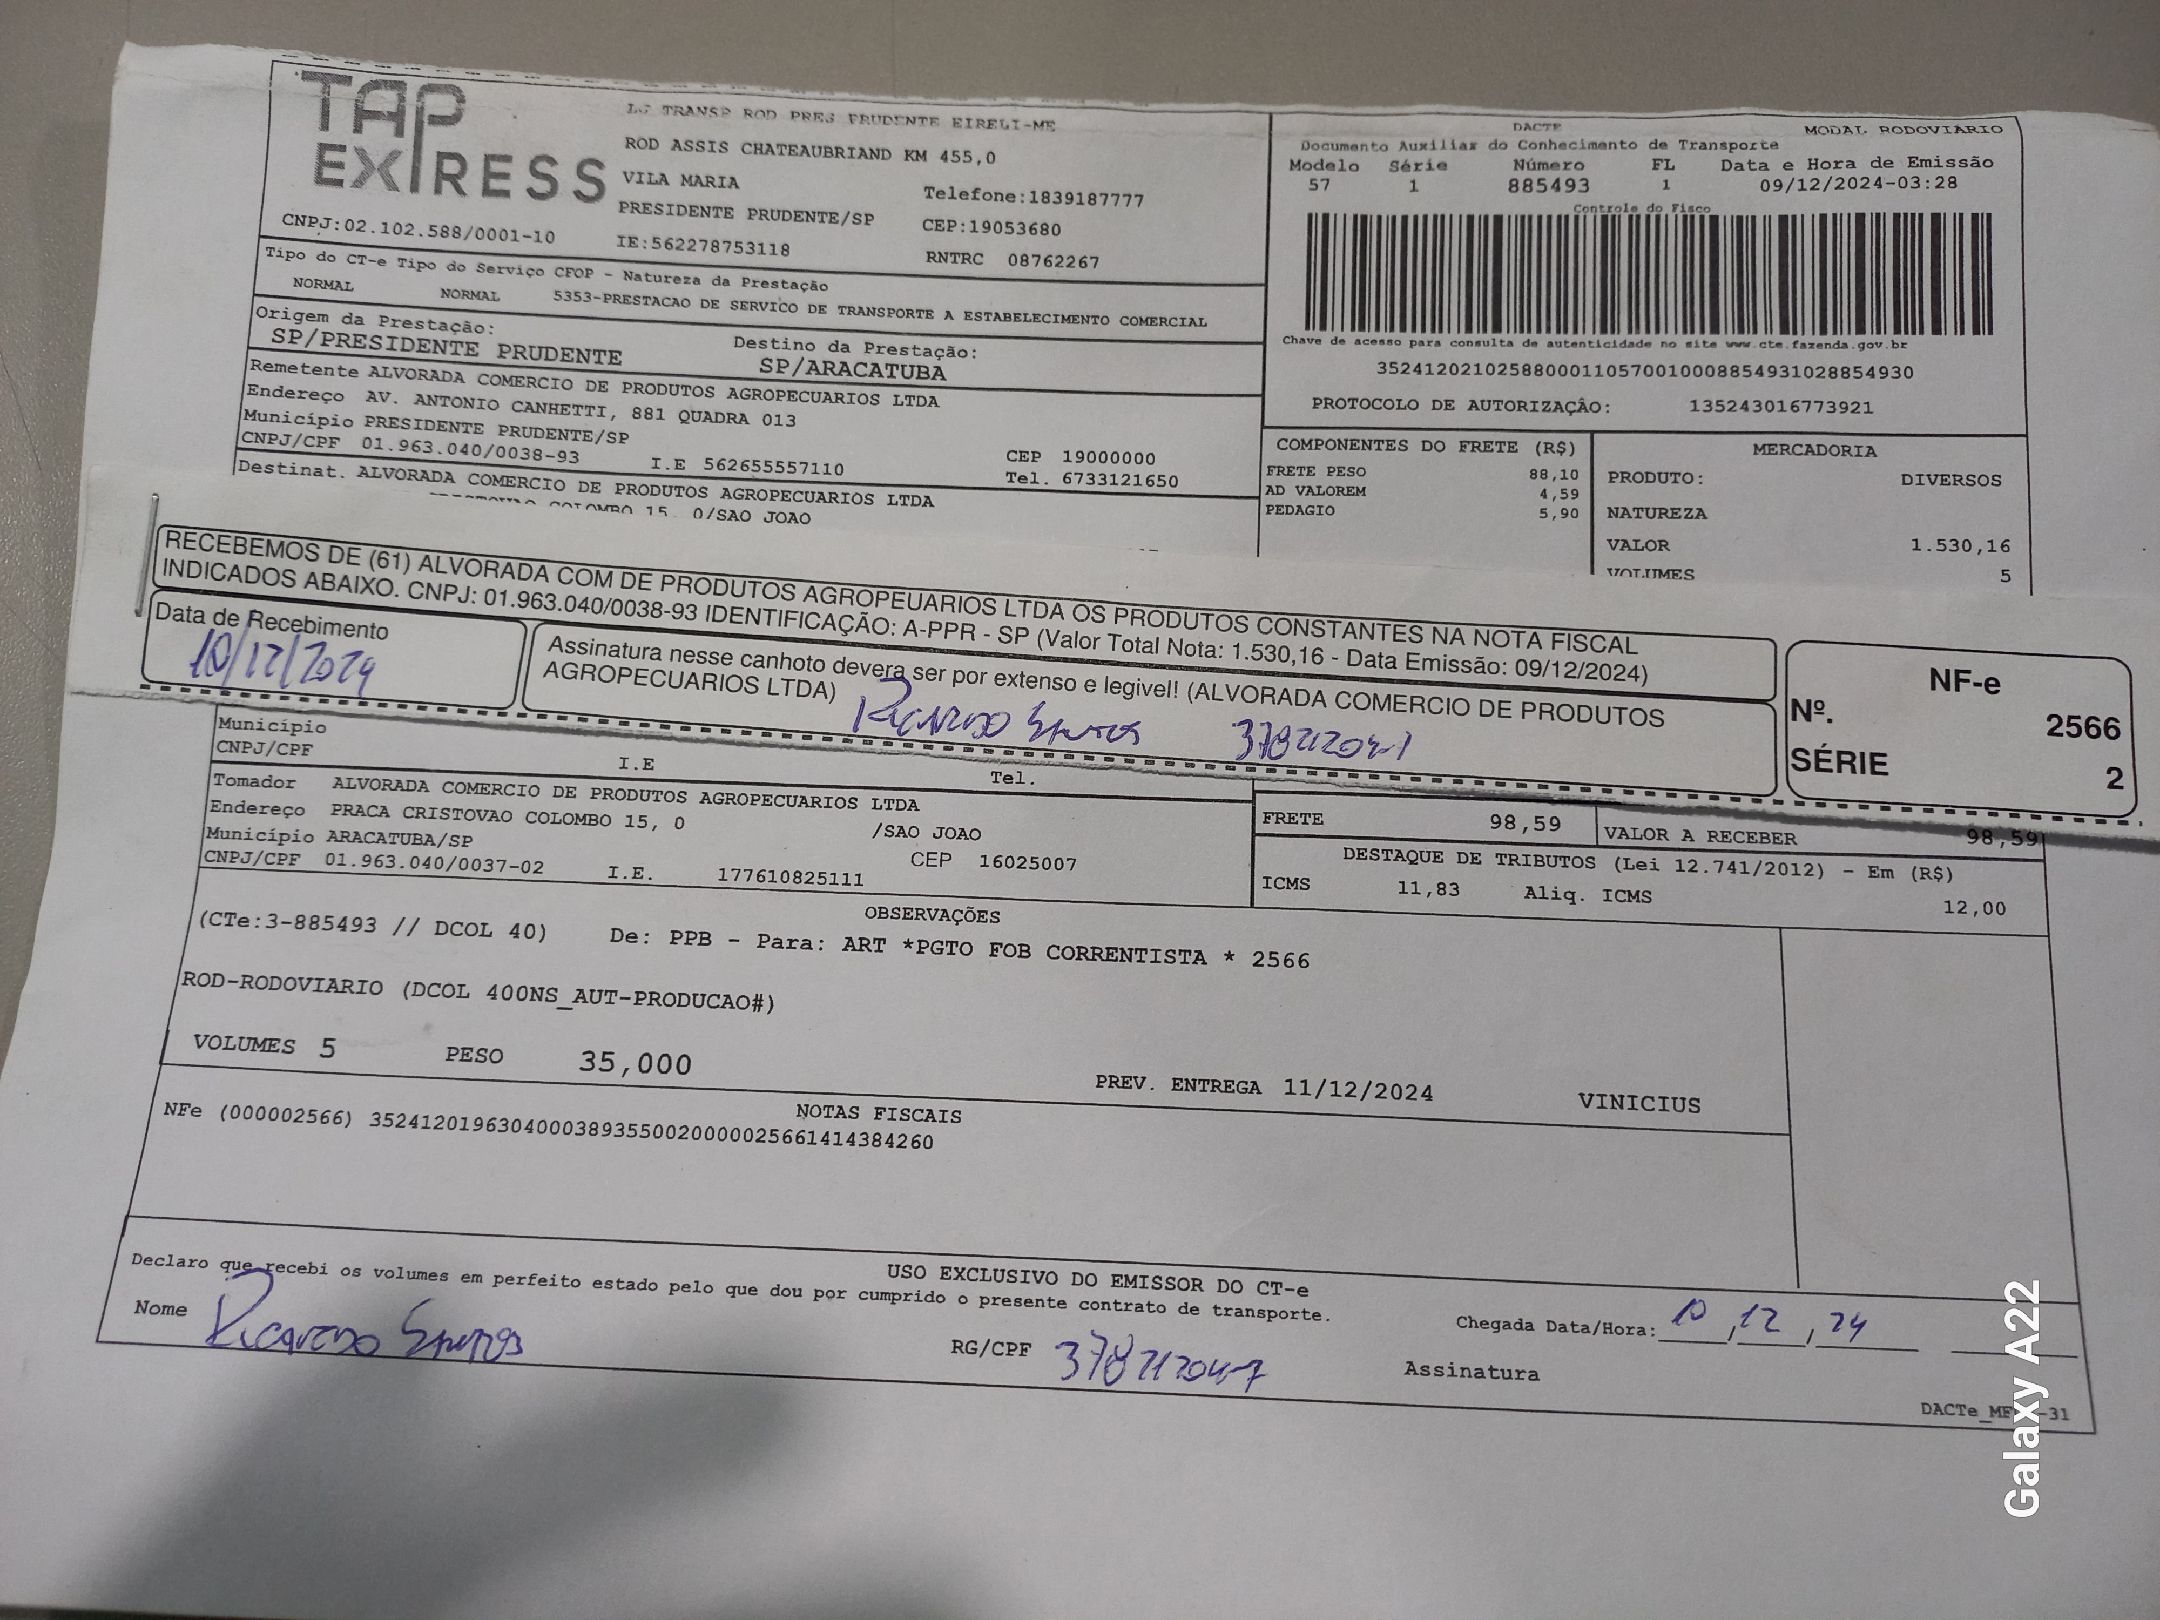 TAP EXPRESS
LJ TRANSP ROD PRES PRUDENTE EIRELI-ME
ROD ASSIS CHATEAUBRIAND KM 455,0
VILA MARIA Telefone:1839187777
PRESIDENTE PRUDENTE/SP CEP:19053680
CNPJ:02.102.588/0001-10 IE:562278753118 RNTRC 08762267
DACTE MODAL RODOVIÁRIO
Documento Auxiliar do Conhecimento de Transporte
Modelo Série Número FL Data e Hora de Emissão
57 1 885493 1 09/12/2024-03:28
Controle do Fisco
Chave de acesso para consulta de autenticidade no site www.cte.fazenda.gov.br
35241202102588000110570010008854931028854930
PROTOCOLO DE AUTORIZAÇÃO: 135243016773921
Tipo do CT-e Tipo do Serviço CFOP - Natureza da Prestação
NORMAL NORMAL 5353-PRESTACAO DE SERVICO DE TRANSPORTE A ESTABELECIMENTO COMERCIAL
Origem da Prestação: Destino da Prestação:
SP/PRESIDENTE PRUDENTE SP/ARACATUBA
Remetente ALVORADA COMERCIO DE PRODUTOS AGROPECUARIOS LTDA
Endereço AV. ANTONIO CANHETTI, 881 QUADRA 013
Município PRESIDENTE PRUDENTE/SP CEP 19000000
CNPJ/CPF 01.963.040/0038-93 I.E 562655557110 Tel. 6733121650
Destinat. ALVORADA COMERCIO DE PRODUTOS AGROPECUARIOS LTDA
COLOMBO 15, 0/SAO JOAO
COMPONENTES DO FRETE (R$)
FRETE PESO 88,10
AD VALOREM 4,59
PEDAGIO 5,90
MERCADORIA
PRODUTO: DIVERSOS
NATUREZA
VALOR 1.530,16
VOLUMES 5
RECEBEMOS DE (61) ALVORADA COM DE PRODUTOS AGROPEUARIOS LTDA OS PRODUTOS CONSTANTES NA NOTA FISCAL
INDICADOS ABAIXO. CNPJ: 01.963.040/0038-93 IDENTIFICAÇÃO: A-PPR - SP (Valor Total Nota: 1.530,16 - Data Emissão: 09/12/2024)
Data de Recebimento
10/12/2024
Assinatura nesse canhoto devera ser por extenso e legivel! (ALVORADA COMERCIO DE PRODUTOS
AGROPECUARIOS LTDA)
Ricardo Santos
NF-e
Nº. 2566
SÉRIE 2
Município
CNPJ/CPF I.E Tel.
Tomador ALVORADA COMERCIO DE PRODUTOS AGROPECUARIOS LTDA
Endereço PRACA CRISTOVAO COLOMBO 15, 0 /SAO JOAO
Município ARACATUBA/SP CEP 16025007
CNPJ/CPF 01.963.040/0037-02 I.E. 177610825111
FRETE 98,59 VALOR A RECEBER 98,59
DESTAQUE DE TRIBUTOS (Lei 12.741/2012) - Em (R$)
ICMS 11,83 Aliq. ICMS 12,00
OBSERVAÇÕES
(CTe:3-885493 // DCOL 40) De: PPB - Para: ART *PGTO FOB CORRENTISTA * 2566
ROD-RODOVIARIO (DCOL 400NS_AUT-PRODUCAO#)
VOLUMES 5 PESO 35,000 PREV. ENTREGA 11/12/2024 VINICIUS
NOTAS FISCAIS
NFe (000002566) 35241201963040003893550020000025661414384260
USO EXCLUSIVO DO EMISSOR DO CT-e
Declaro que recebi os volumes em perfeito estado pelo que dou por cumprido o presente contrato de transporte.
Nome Ricardo Santos RG/CPF
Chegada Data/Hora: 10,12,24
Assinatura
Galaxy A22